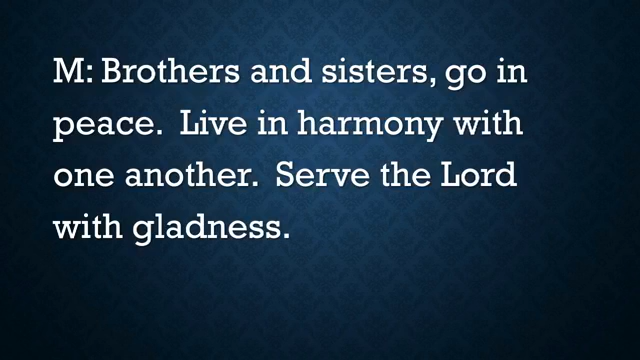 M: Brothers and sisters, go in
peace.  Live in harmony with
one another.  Serve the Lord
with gladness.